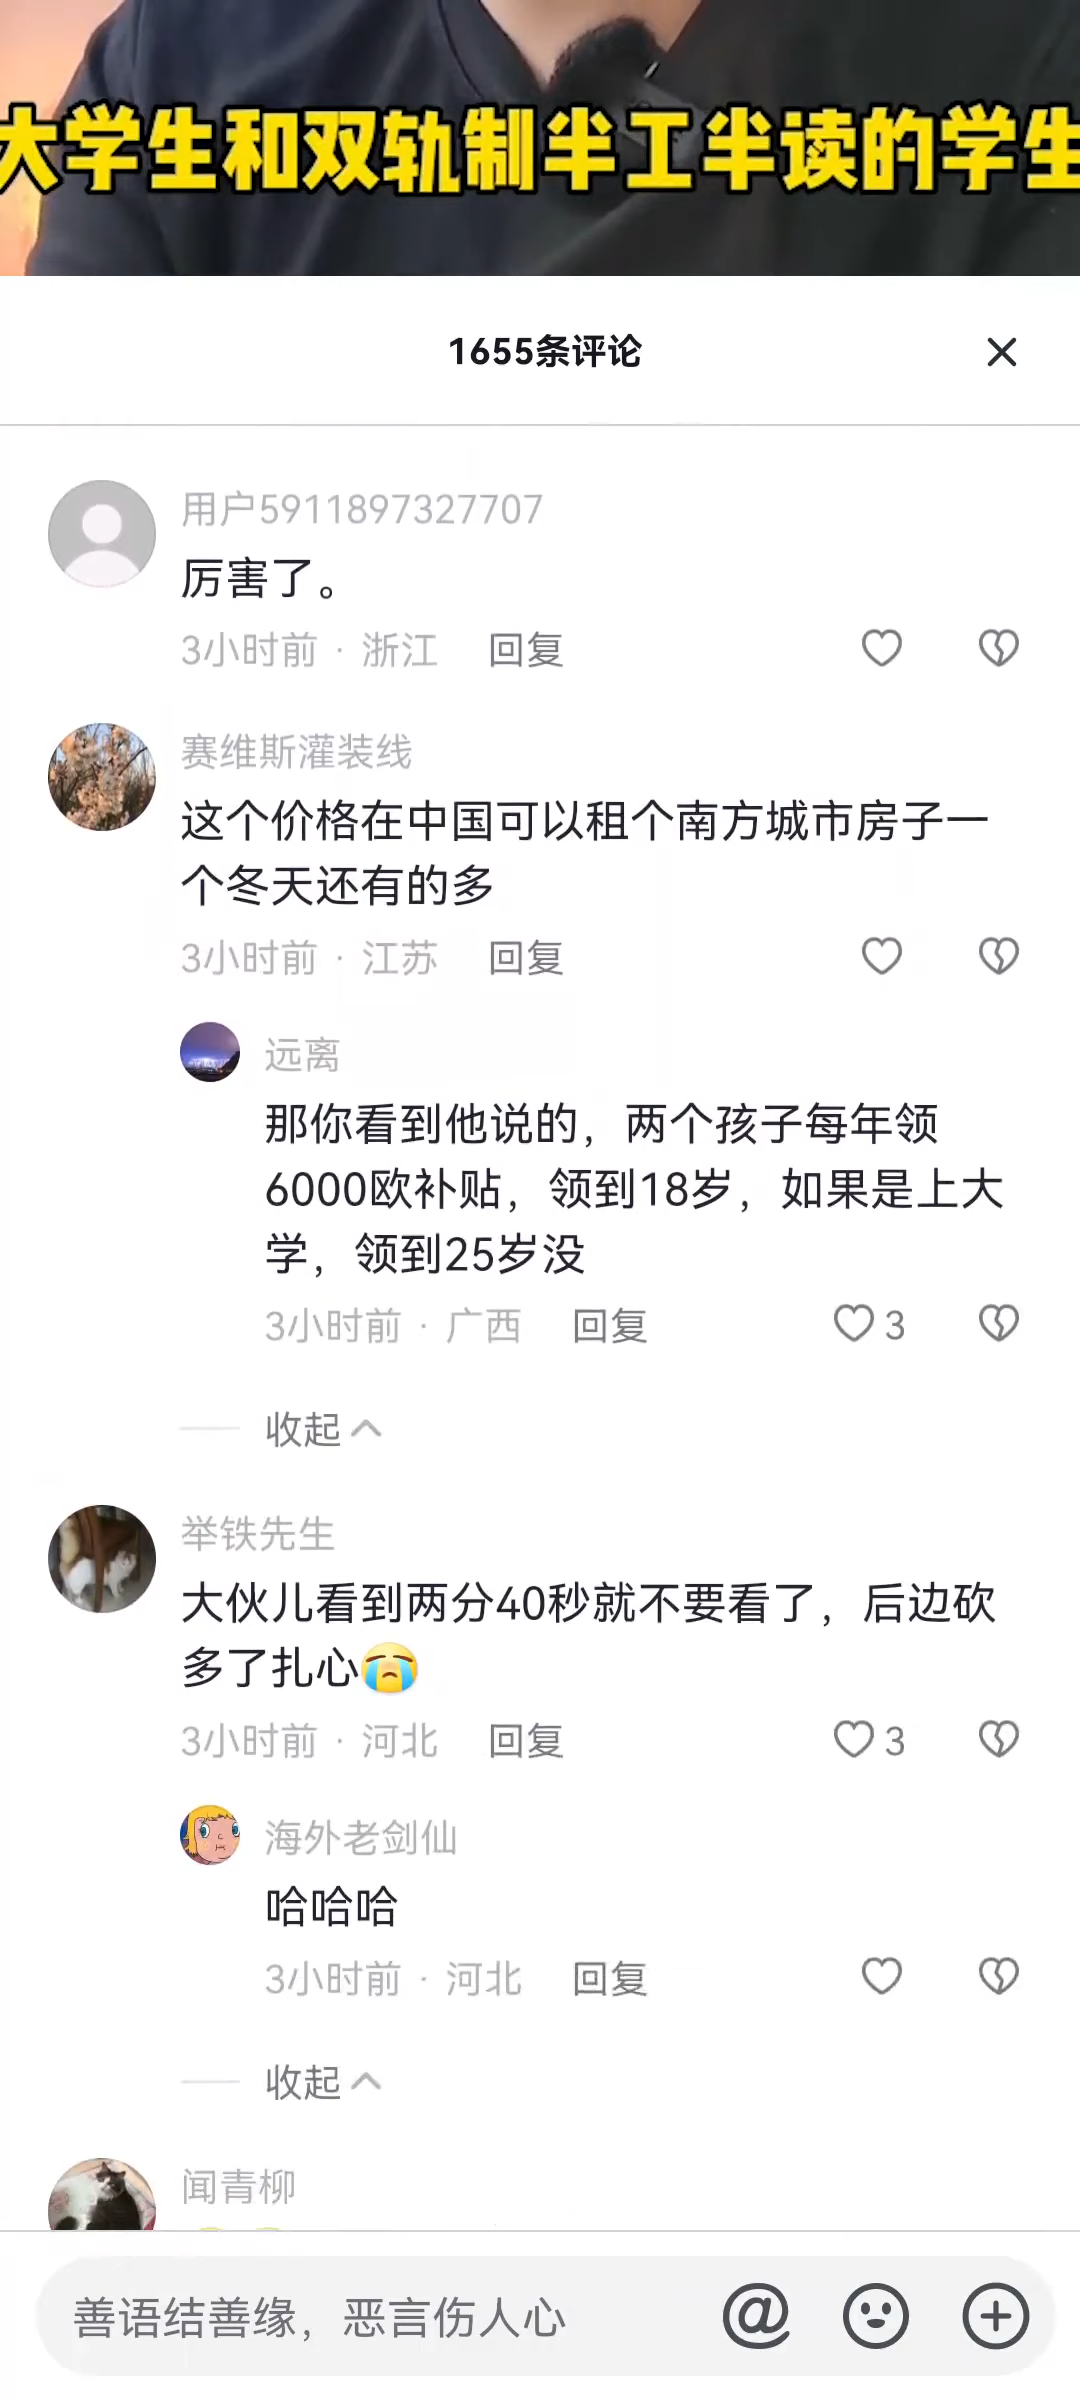 大学生和双轨制半工半读的学生
1655条评论
用户5911897327707
厉害了。
3小时前 · 浙江 回复
赛维斯灌装线
这个价格在中国可以租个南方城市房子一
个冬天还有的多
3小时前 · 江苏 回复
远离
那你看到他说的，两个孩子每年领
6000欧补贴，领到18岁，如果是上大
学，领到25岁没
3小时前 · 广西 回复 3
收起
举铁先生
大伙儿看到两分40秒就不要看了，后边砍
多了扎心😭
3小时前 · 河北 回复 3
海外老剑仙
哈哈哈
3小时前 · 河北 回复
收起
闻青柳
善语结善缘，恶言伤人心 @